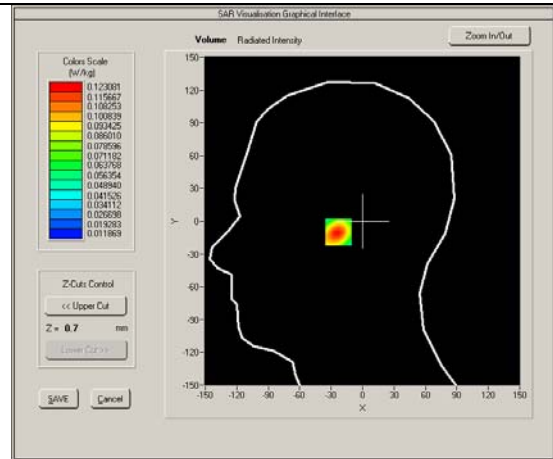 SAR Visualisation Graphical Interface
Volume Radiated Intensity
Zoom In/Out
Colors Scale
(W/kg)
0.123081
0.115667
0.108253
0.100839
0.093425
0.086010
0.078596
0.071182
0.063768
0.056354
0.048940
0.041526
0.034112
0.026698
0.019283
0.011869
Z-Cuts Control
<< Upper Cut
Z = 0.7 mm
Lower Cut >>
SAVE
Cancel
150
120
90
60
30
0
-30
-60
-90
-120
-150
Y
-150 -120 -90 -60 -30 0 30 60 90 120 150
X